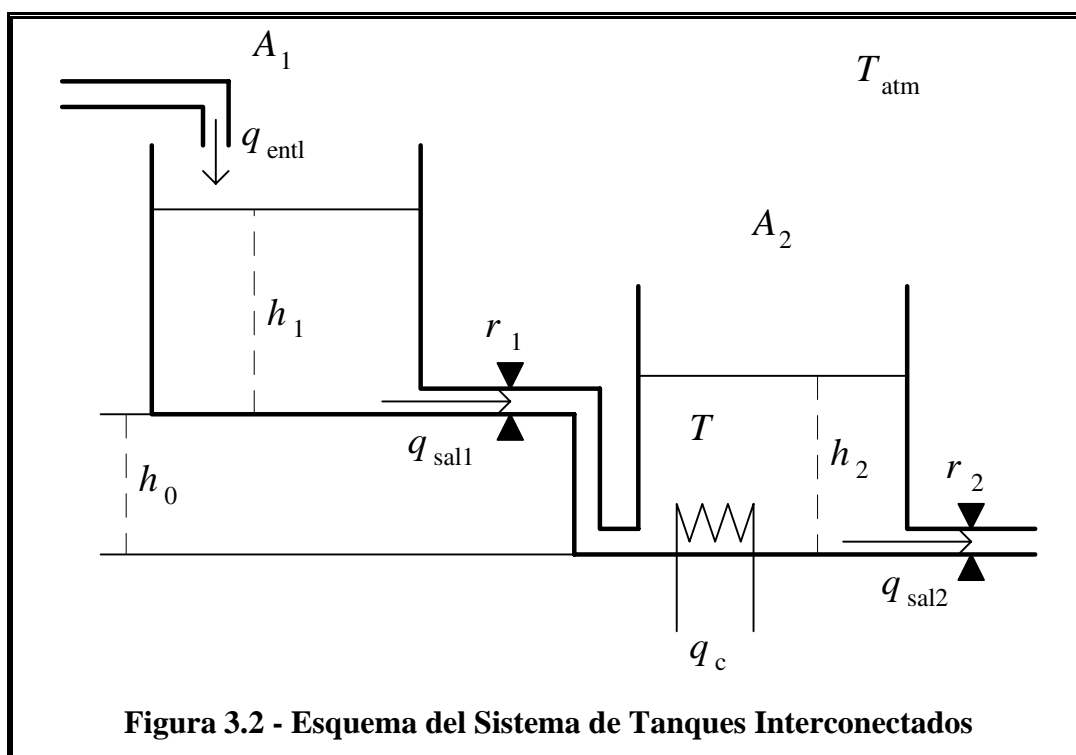 A1
Tatm
qentl
A2
h1
r1
T
qsal1
h2
r2
h0
qsal2
qc
Figura 3.2 - Esquema del Sistema de Tanques Interconectados